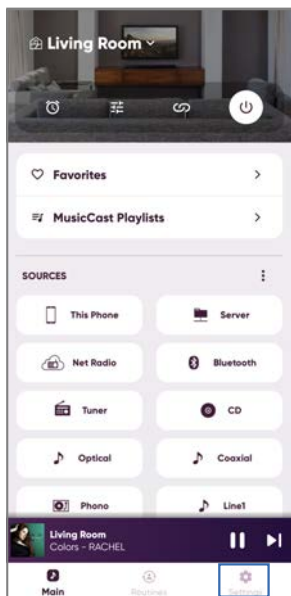 Living Room
Favorites
MusicCast Playlists
SOURCES
This Phone
Server
Net Radio
Bluetooth
Tuner
CD
Optical
Coaxial
Phono
Line1
Living Room
Colors - RACHEL
Main
Routines
Settings